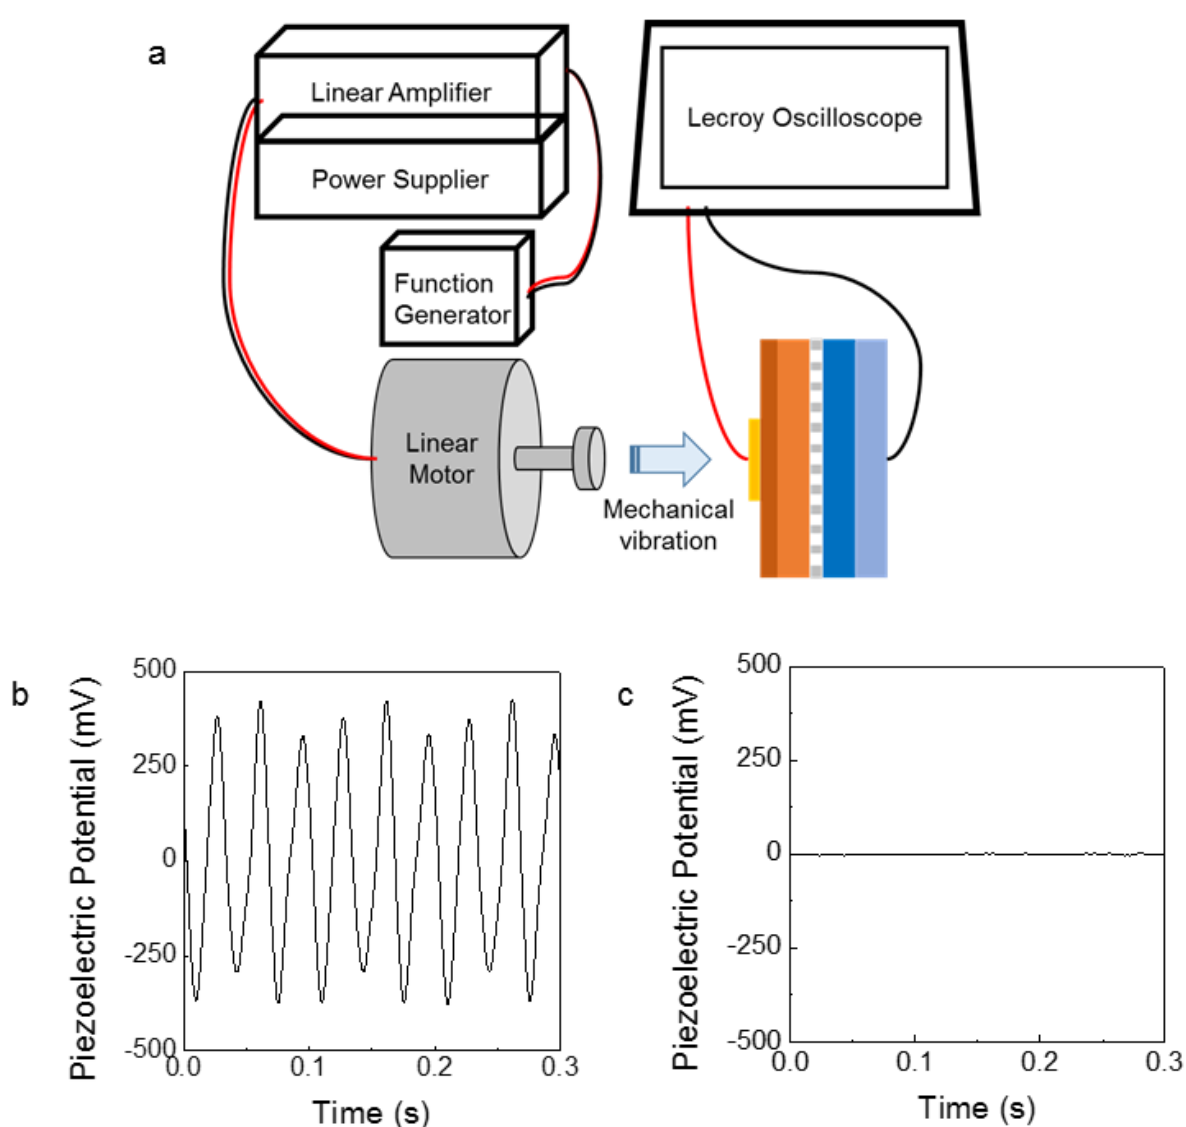 a
Linear Amplifier
Power Supplier
Function
Generator
Linear
Motor
Mechanical
vibration
Lecroy Oscilloscope
b
Piezoelectric Potential (mV)
500
250
0
-250
-500
0.0
0.1
0.2
0.3
Time (s)
c
Piezoelectric Potential (mV)
500
250
0
-250
-500
0.0
0.1
0.2
0.3
Time (s)